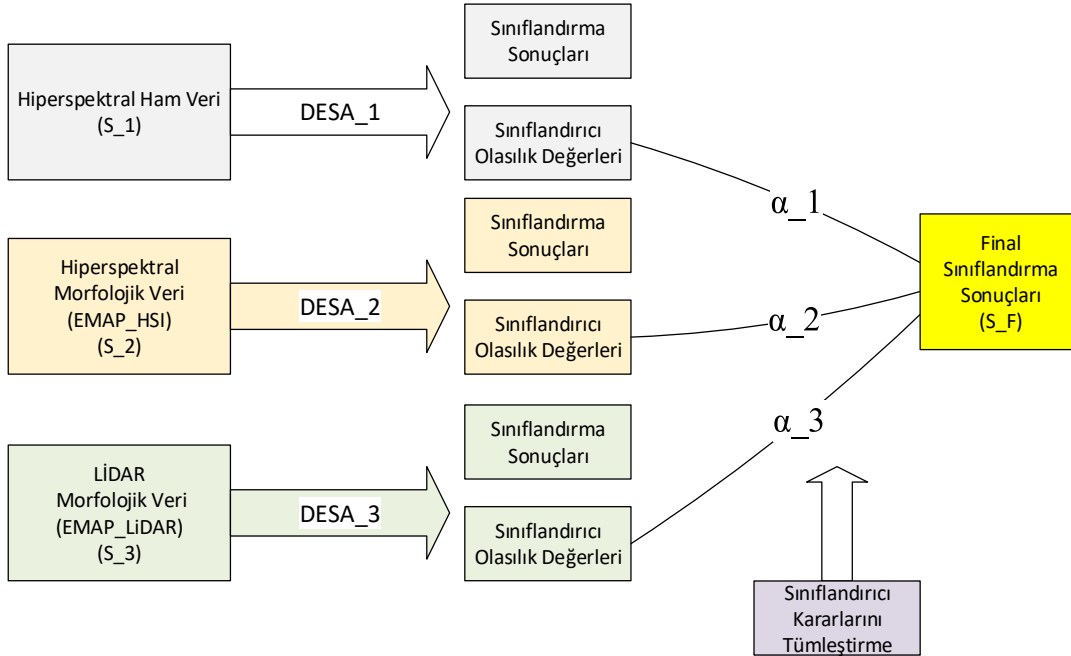 Hiperspektral Ham Veri
(S_1)
DESA_1
Sınıflandırma
Sonuçları
Sınıflandırıcı
Olasılık Değerleri
α_1
Hiperspektral
Morfolojik Veri
(EMAP_HSI)
(S_2)
DESA_2
Sınıflandırma
Sonuçları
Sınıflandırıcı
Olasılık Değerleri
α_2
Final
Sınıflandırma
Sonuçları
(S_F)
LİDAR
Morfolojik Veri
(EMAP_LiDAR)
(S_3)
DESA_3
Sınıflandırma
Sonuçları
Sınıflandırıcı
Olasılık Değerleri
α_3
Sınıflandırıcı
Kararlarını
Tümleştirme